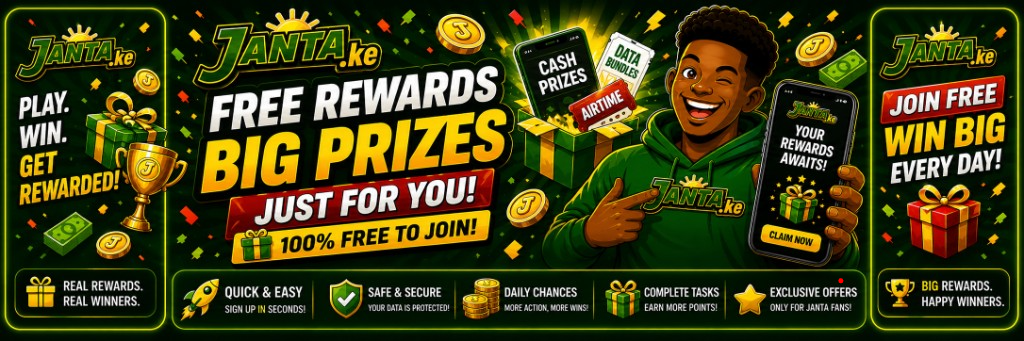 JANTA.ke
PLAY.
WIN.
GET
REWARDED!
REAL REWARDS.
REAL WINNERS.
JANTA.ke
FREE REWARDS
BIG PRIZES
JUST FOR YOU!
100% FREE TO JOIN!
CASH
PRIZES
DATA
BUNDLES
AIRTIME
JANTA.ke
JANTA.ke
YOUR
REWARDS
AWAITS!
CLAIM NOW
QUICK & EASY
SIGN UP IN SECONDS!
SAFE & SECURE
YOUR DATA IS PROTECTED!
DAILY CHANCES
MORE ACTION, MORE WINS!
COMPLETE TASKS
EARN MORE POINTS!
EXCLUSIVE OFFERS
ONLY FOR JANTA FANS!
JANTA.ke
JOIN FREE
WIN BIG
EVERY DAY!
BIG REWARDS.
HAPPY WINNERS.